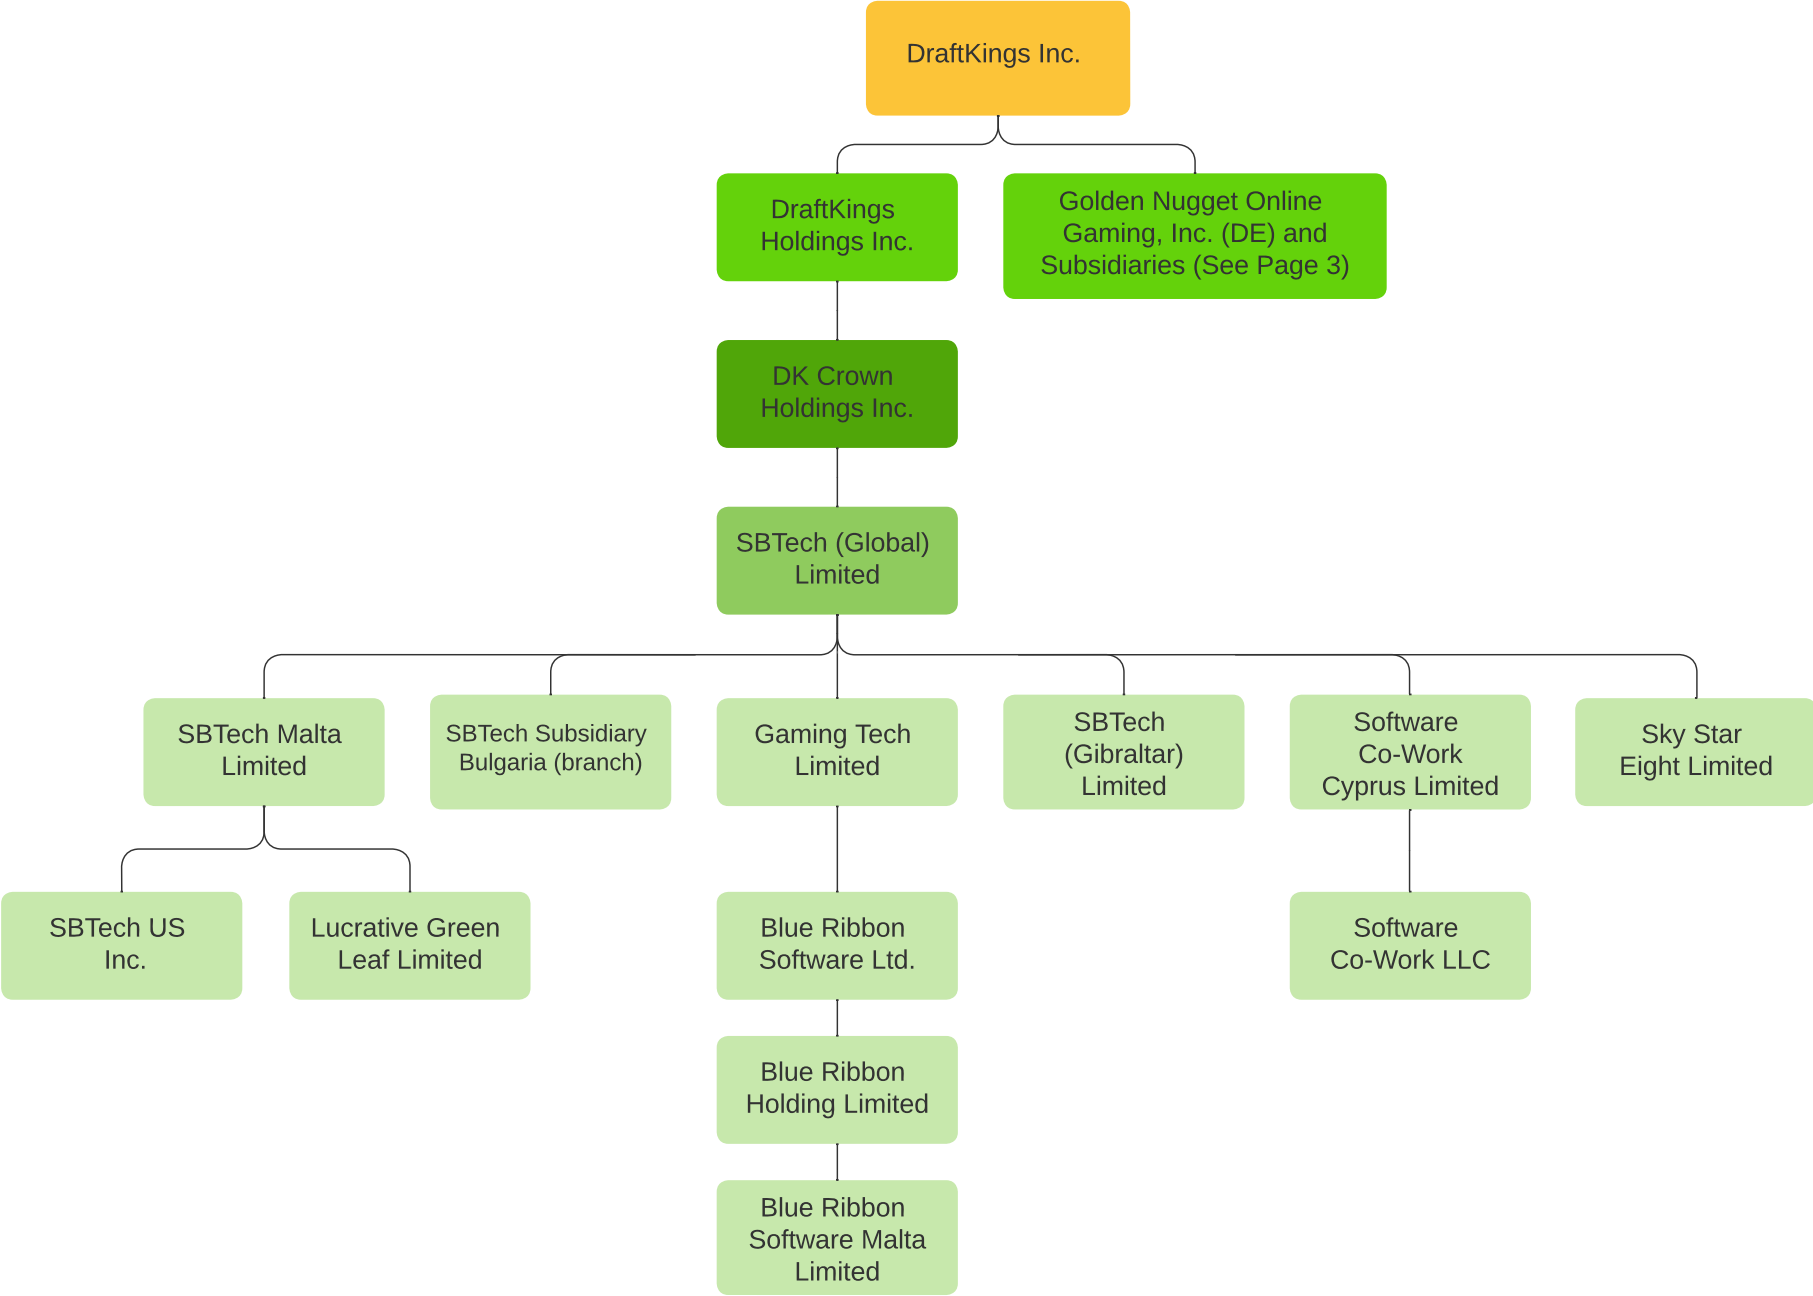 DraftKings Inc.
DraftKings
Holdings Inc.
Golden Nugget Online
Gaming, Inc. (DE) and
Subsidiaries (See Page 3)
DK Crown
Holdings Inc.
SBTech (Global)
Limited
SBTech Malta
Limited
SBTech Subsidiary
Bulgaria (branch)
Gaming Tech
Limited
SBTech
(Gibraltar)
Limited
Software
Co-Work
Cyprus Limited
Sky Star
Eight Limited
SBTech US
Inc.
Lucrative Green
Leaf Limited
Blue Ribbon
Software Ltd.
Software
Co-Work LLC
Blue Ribbon
Holding Limited
Blue Ribbon
Software Malta
Limited